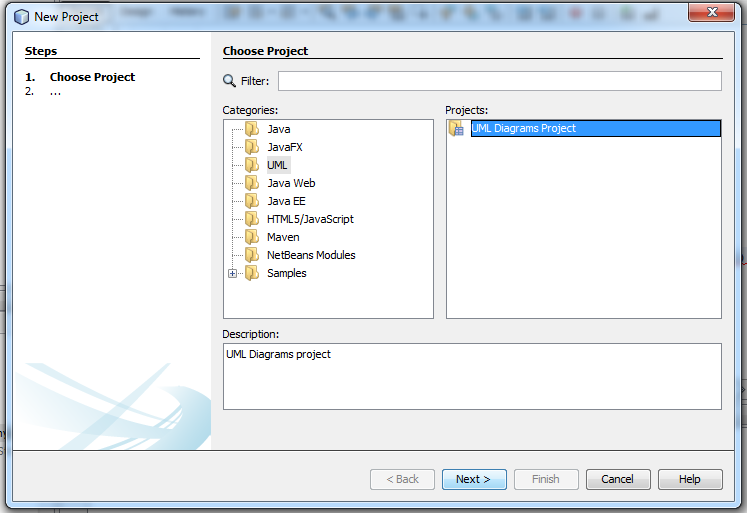 New Project
Steps
1. Choose Project
2. ...
Choose Project
Filter:
Categories:
Java
JavaFX
UML
Java Web
Java EE
HTML5/JavaScript
Maven
NetBeans Modules
Samples
Projects:
UML Diagrams Project
Description:
UML Diagrams project
< Back
Next >
Finish
Cancel
Help